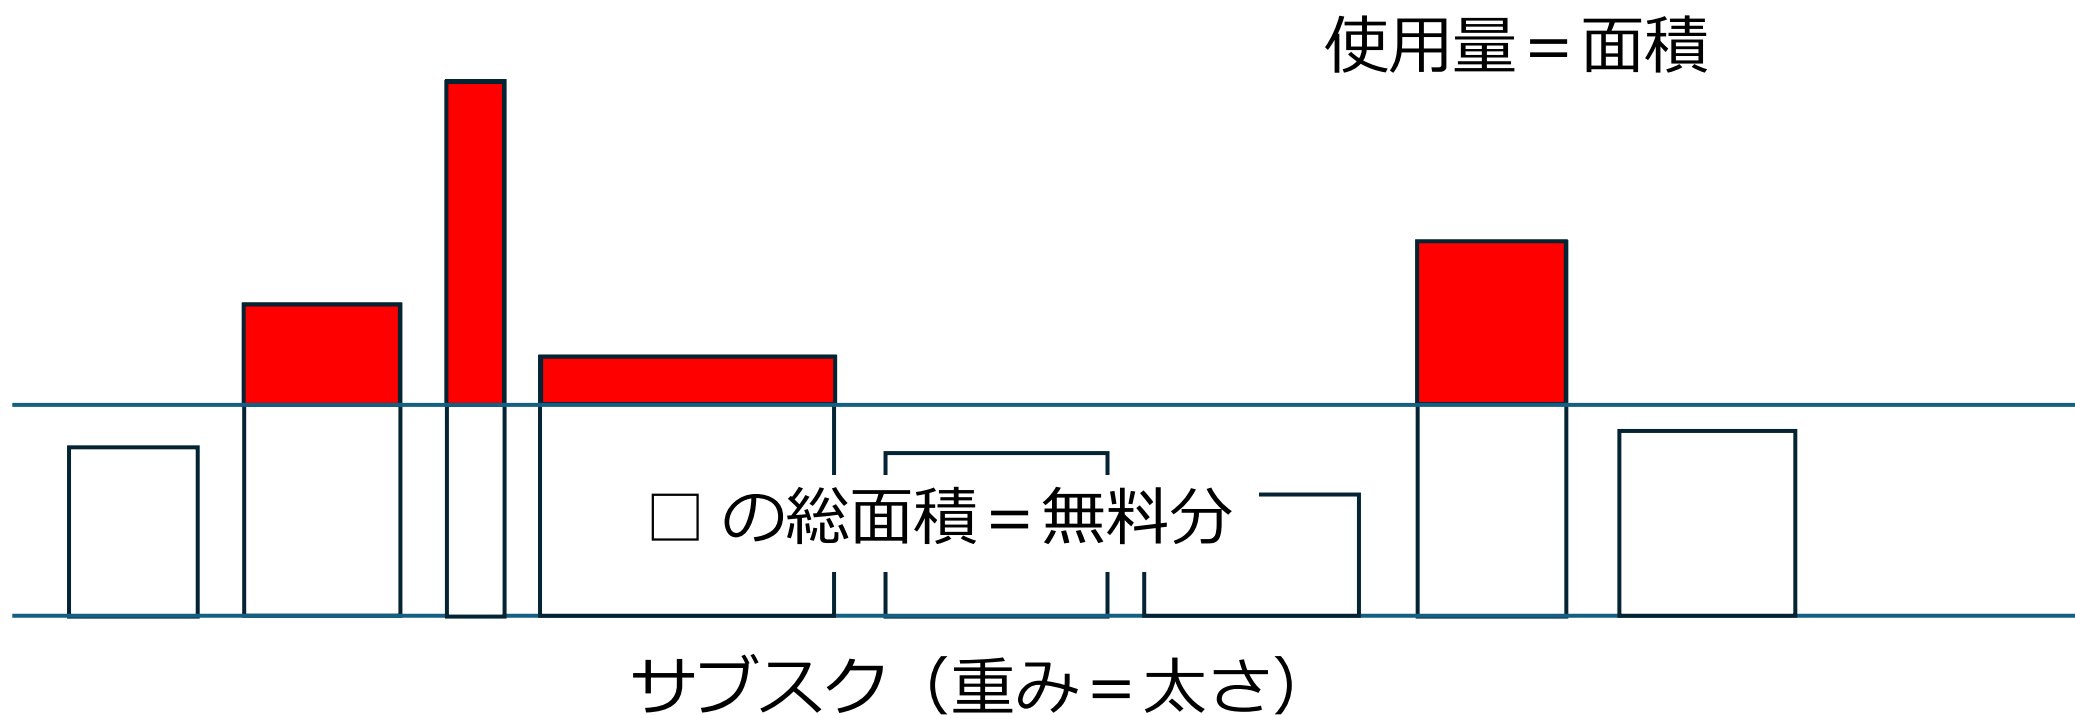 使用量＝面積
□ の総面積＝無料分
サブスク（重み＝太さ）